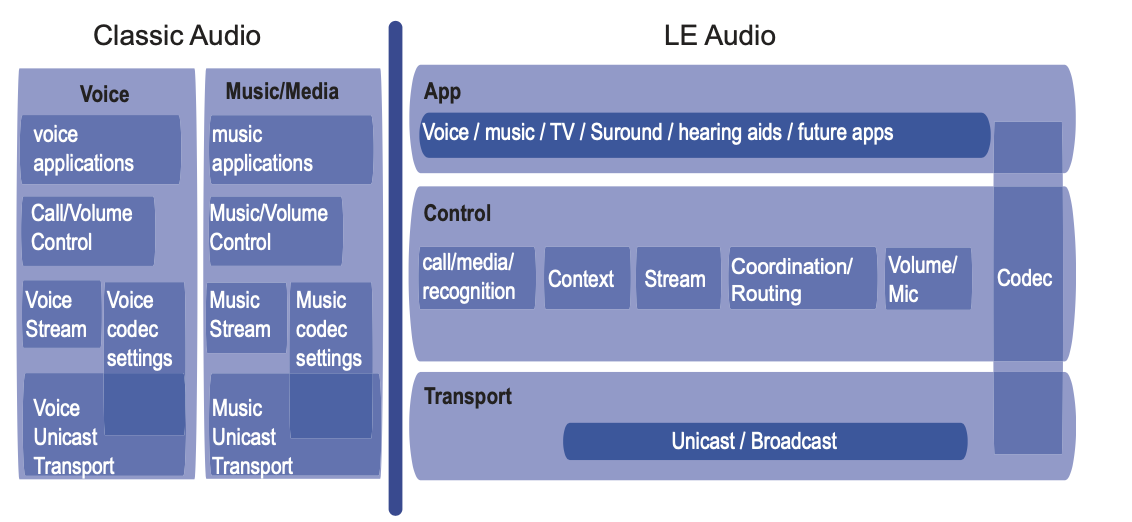 Classic Audio
LE Audio
Voice
voice
applications
Call/Volume
Control
Voice
Stream
Voice
codec
settings
Voice
Unicast
Transport
Music/Media
music
applications
Music/Volume
Control
Music
Stream
Music
codec
settings
Music
Unicast
Transport
App
Voice / music / TV / Suround / hearing aids / future apps
Control
call/media/
recognition
Context
Stream
Coordination/
Routing
Volume/
Mic
Codec
Transport
Unicast / Broadcast